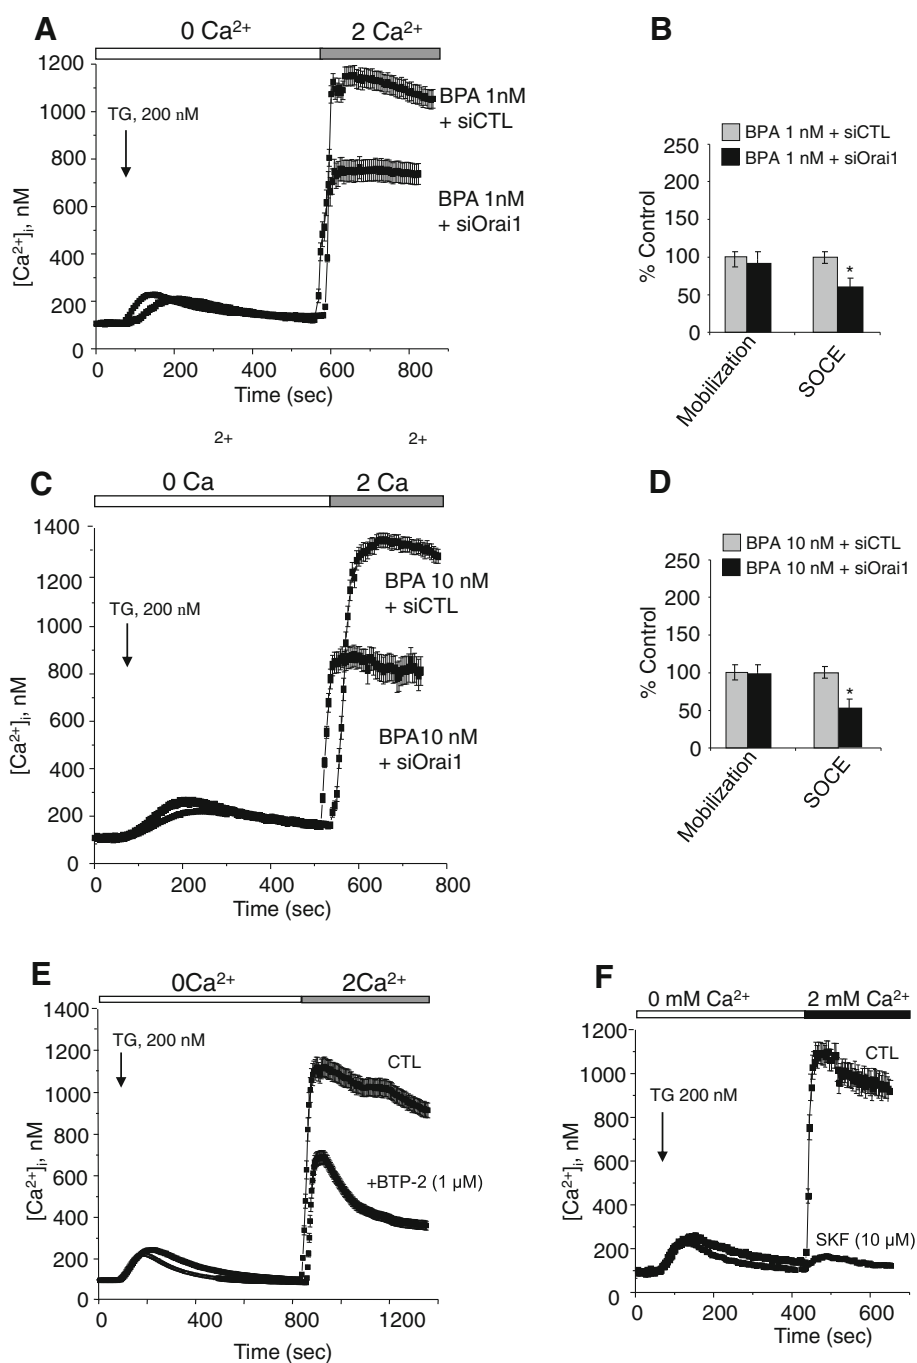 A
0 Ca²⁺
2 Ca²⁺
1200
1000
800
600
400
200
0
[Ca²⁺]ᵢ, nM
TG, 200 nM
BPA 1nM
+ siCTL
BPA 1nM
+ siOrai1
0
200
400
600
800
Time (sec)
B
BPA 1 nM + siCTL
BPA 1 nM + siOrai1
250
200
150
100
50
0
% Control
*
Mobilization
SOCE
2+
2+
C
0 Ca
2 Ca
1400
1200
1000
800
600
400
200
0
[Ca²⁺]ᵢ, nM
TG, 200 nM
BPA 10 nM
+ siCTL
BPA10 nM
+ siOrai1
0
200
400
600
800
Time (sec)
D
BPA 10 nM + siCTL
BPA 10 nM + siOrai1
250
200
150
100
50
0
% Control
*
Mobilization
SOCE
E
0Ca²⁺
2Ca²⁺
1400
1200
1000
800
600
400
200
0
[Ca²⁺]ᵢ, nM
TG, 200 nM
CTL
+BTP-2 (1 µM)
0
400
800
1200
Time (sec)
F
0 mM Ca²⁺
2 mM Ca²⁺
1200
1000
800
600
400
200
0
[Ca²⁺]ᵢ, nM
TG 200 nM
CTL
SKF (10 µM)
0
200
400
600
Time (sec)